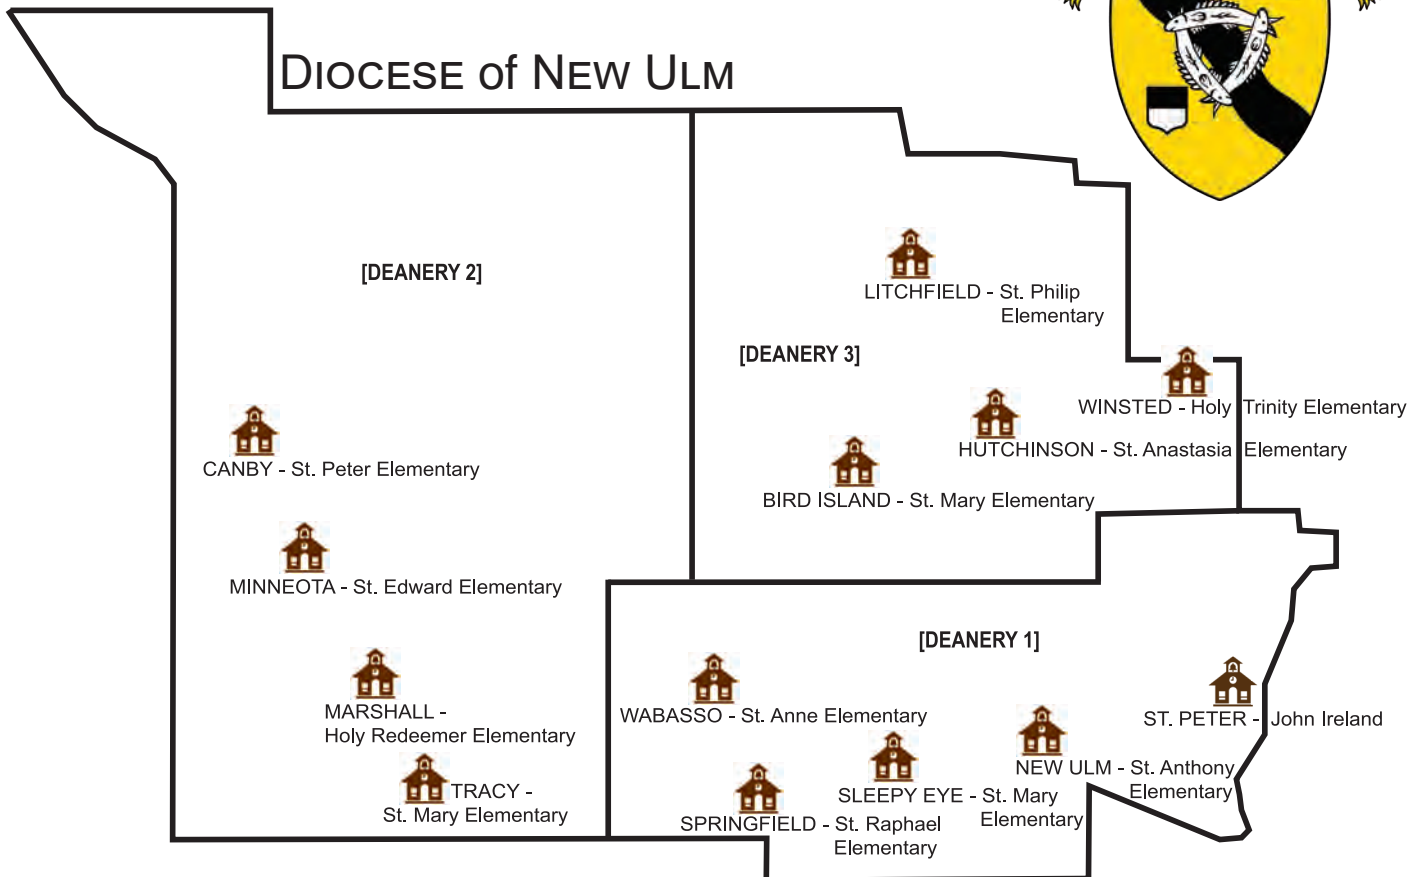 DIOCESE of NEW ULM
[DEANERY 2]
LITCHFIELD - St. Philip
Elementary
[DEANERY 3]
WINSTED - Holy Trinity Elementary
HUTCHINSON - St. Anastasia Elementary
CANBY - St. Peter Elementary
BIRD ISLAND - St. Mary Elementary
MINNEOTA - St. Edward Elementary
[DEANERY 1]
MARSHALL -
Holy Redeemer Elementary
WABASSO - St. Anne Elementary
ST. PETER - John Ireland
NEW ULM - St. Anthony
Elementary
TRACY -
St. Mary Elementary
SLEEPY EYE - St. Mary
Elementary
SPRINGFIELD - St. Raphael
Elementary